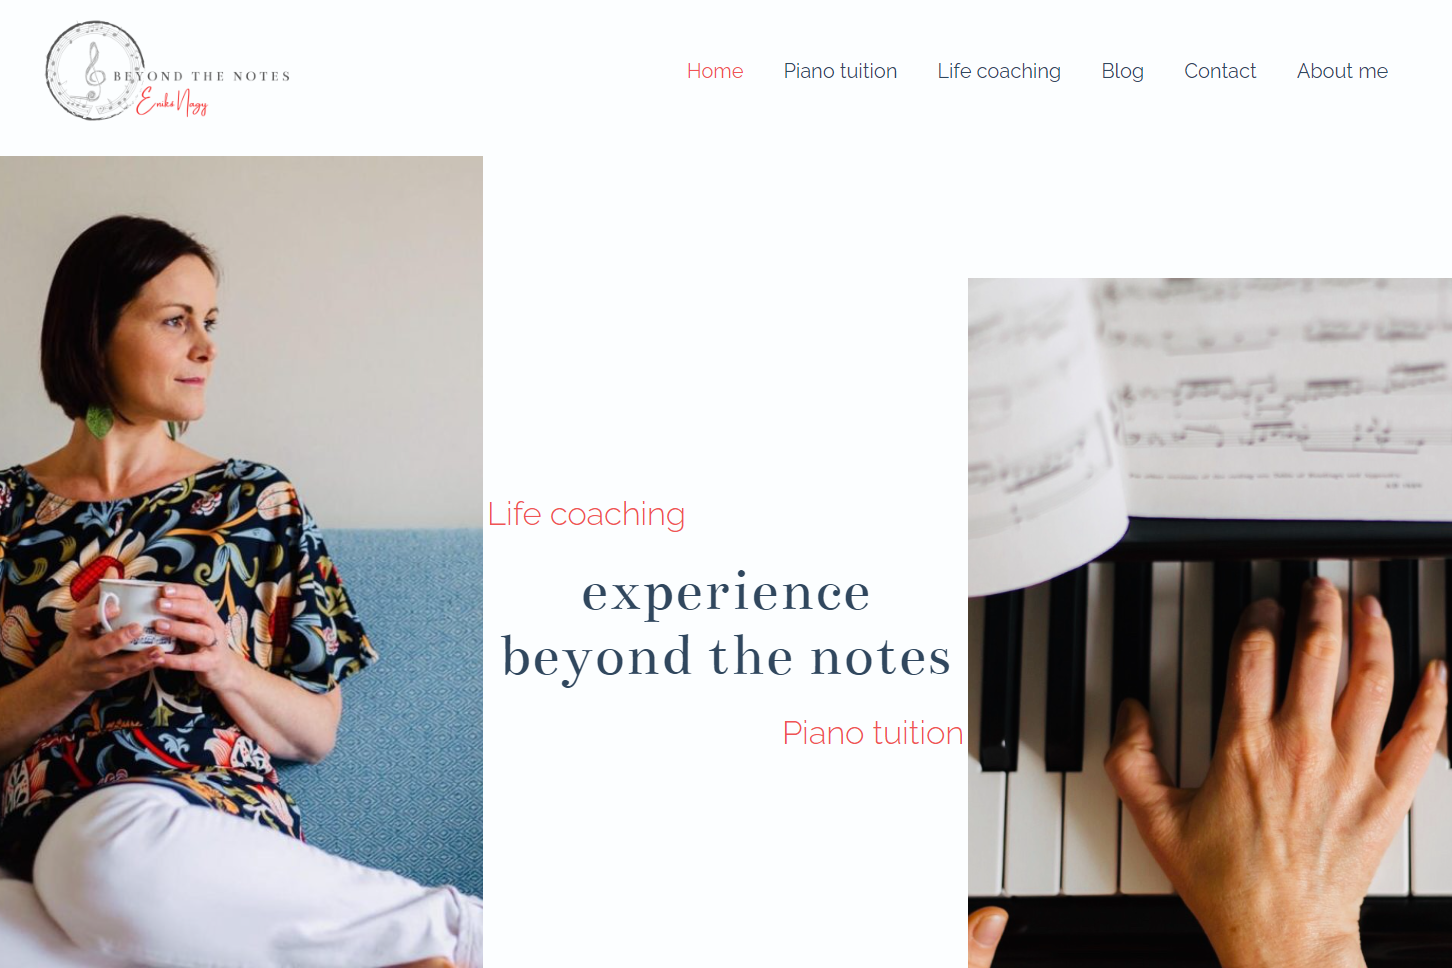 BEYOND THE NOTES
Enikő Nagy
Home
Piano tuition
Life coaching
Blog
Contact
About me
Life coaching
experience
beyond the notes
Piano tuition